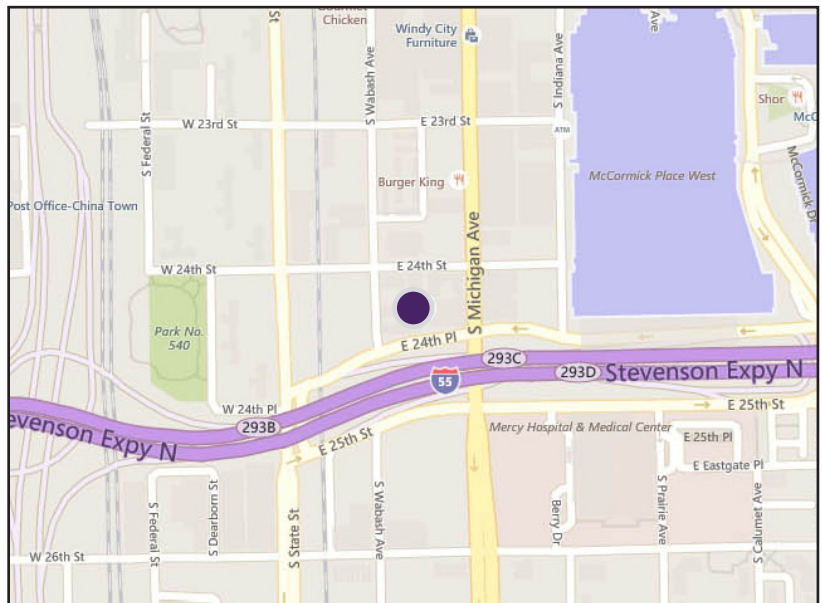 St
Gourmet
Chicken
Windy City
Furniture
Ave
S Wabash Ave
S Indiana Ave
Shor
McC
W 23rd St
E 23rd St
ATM
S Federal St
Burger King
McCormick Place West
McCormick Dr
Post Office-China Town
S Michigan Ave
W 24th St
E 24th St
Park No.
540
E 24th Pl
293C
293D
Stevenson Expy N
55
W 24th Pl
293B
E 25th St
evenson Expy N
E 25th St
Mercy Hospital & Medical Center
E 25th Pl
E Eastgate Pl
S Federal St
S Dearborn St
S State St
S Wabash Ave
Berry Dr
S Prairie Ave
S Calumet Ave
W 26th St